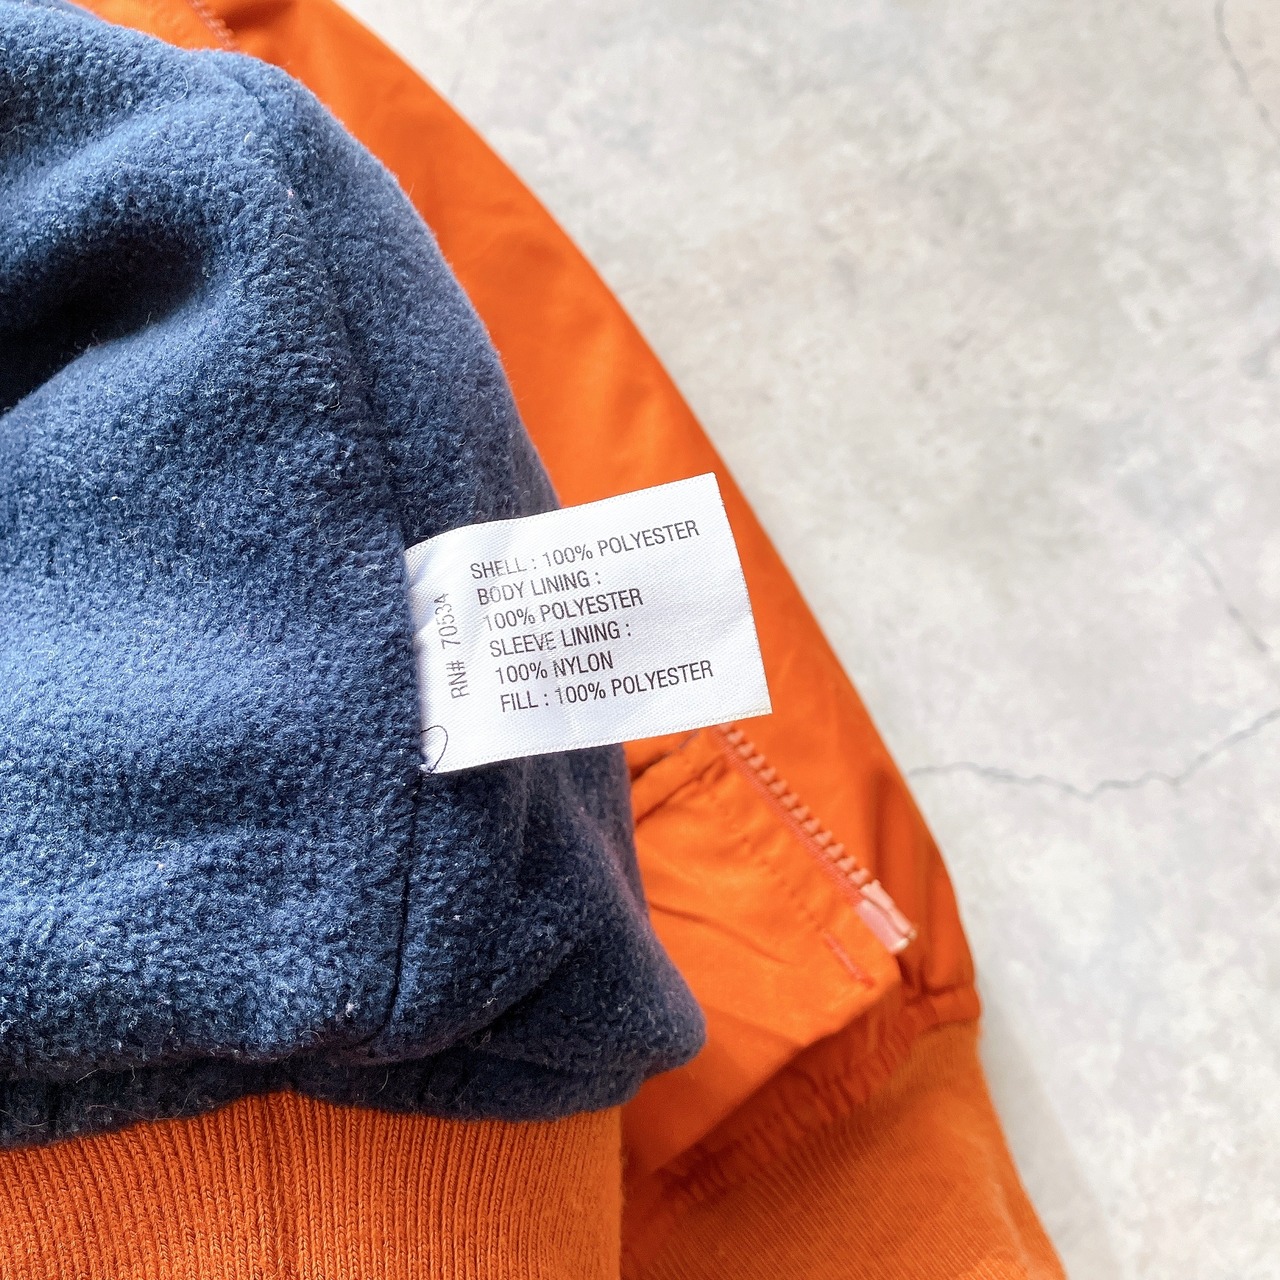 SHELL : 100% POLYESTER
BODY LINING :
100% POLYESTER
SLEEVE LINING :
100% NYLON
FILL : 100% POLYESTER
RN# 70534